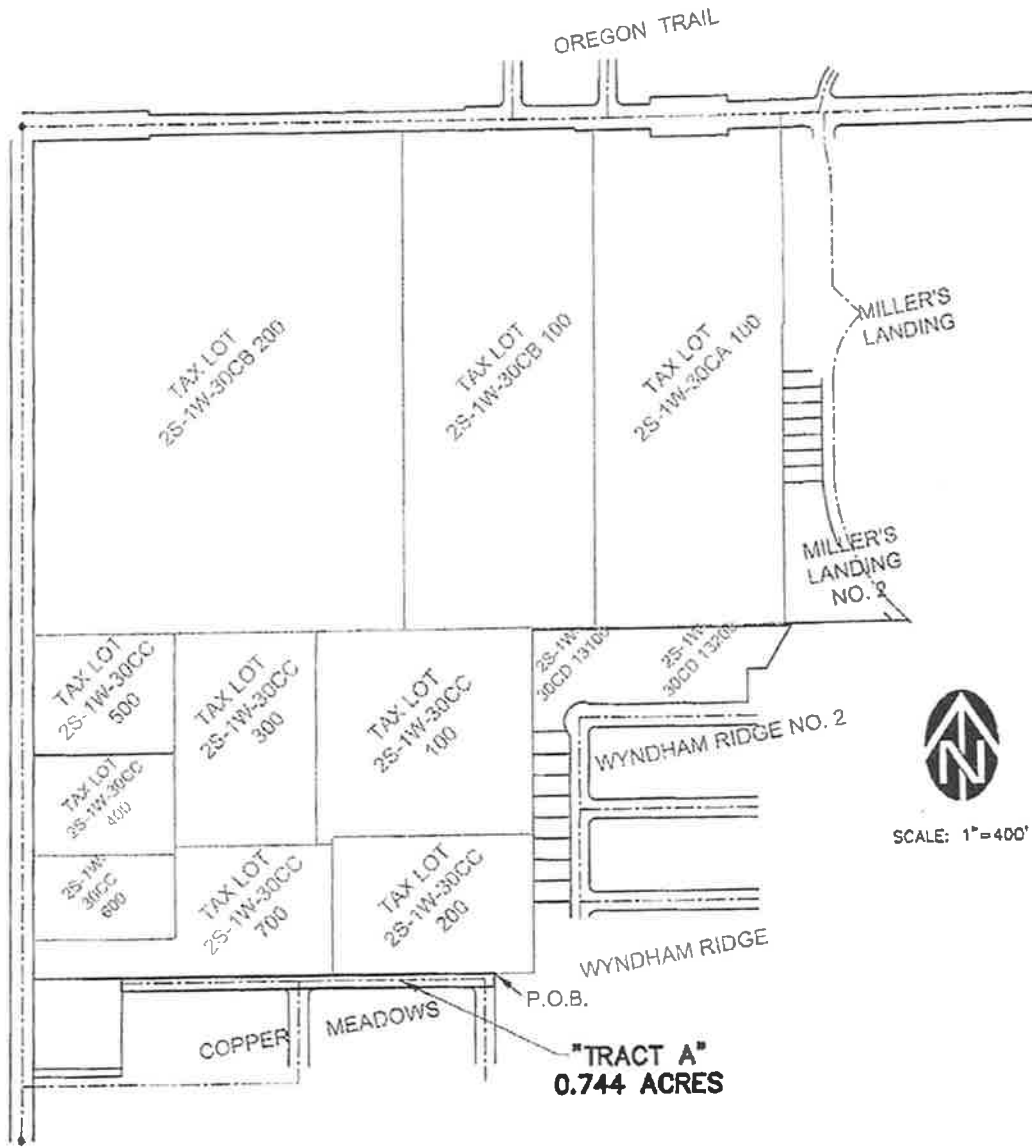 OREGON TRAIL
TAX LOT
2S-1W-30CB 200
TAX LOT
2S-1W-30CB 100
TAX LOT
2S-1W-30CA 100
MILLER'S
LANDING
MILLER'S
LANDING
NO. 2
TAX LOT
2S-1W-30CC
500
TAX LOT
2S-1W-30CC
300
TAX LOT
2S-1W-30CC
100
2S-1W-
30CD 13100
2S-1W-
30CD 13200
WYNDHAM RIDGE NO. 2
N
SCALE: 1"=400'
TAX LOT
2S-1W-30CC
400
2S-1W-
30CC
600
TAX LOT
2S-1W-30CC
700
TAX LOT
2S-1W-30CC
200
WYNDHAM RIDGE
P.O.B.
COPPER MEADOWS
"TRACT A"
0.744 ACRES